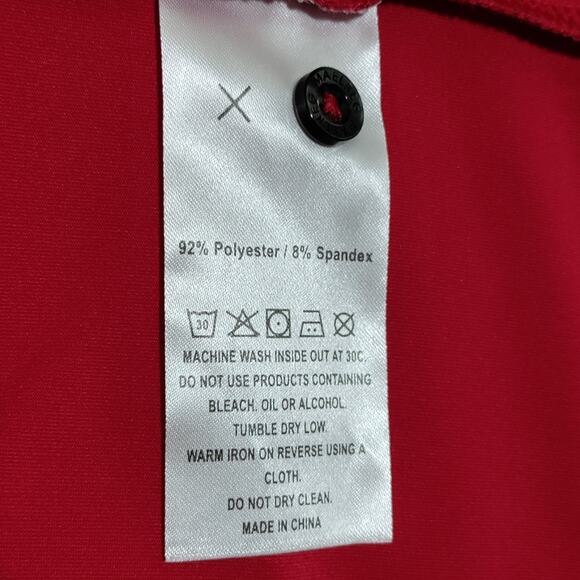 92% Polyester / 8% Spandex
30
MACHINE WASH INSIDE OUT AT 30C.
DO NOT USE PRODUCTS CONTAINING
BLEACH. OIL OR ALCOHOL.
TUMBLE DRY LOW.
WARM IRON ON REVERSE USING A
CLOTH.
DO NOT DRY CLEAN.
MADE IN CHINA